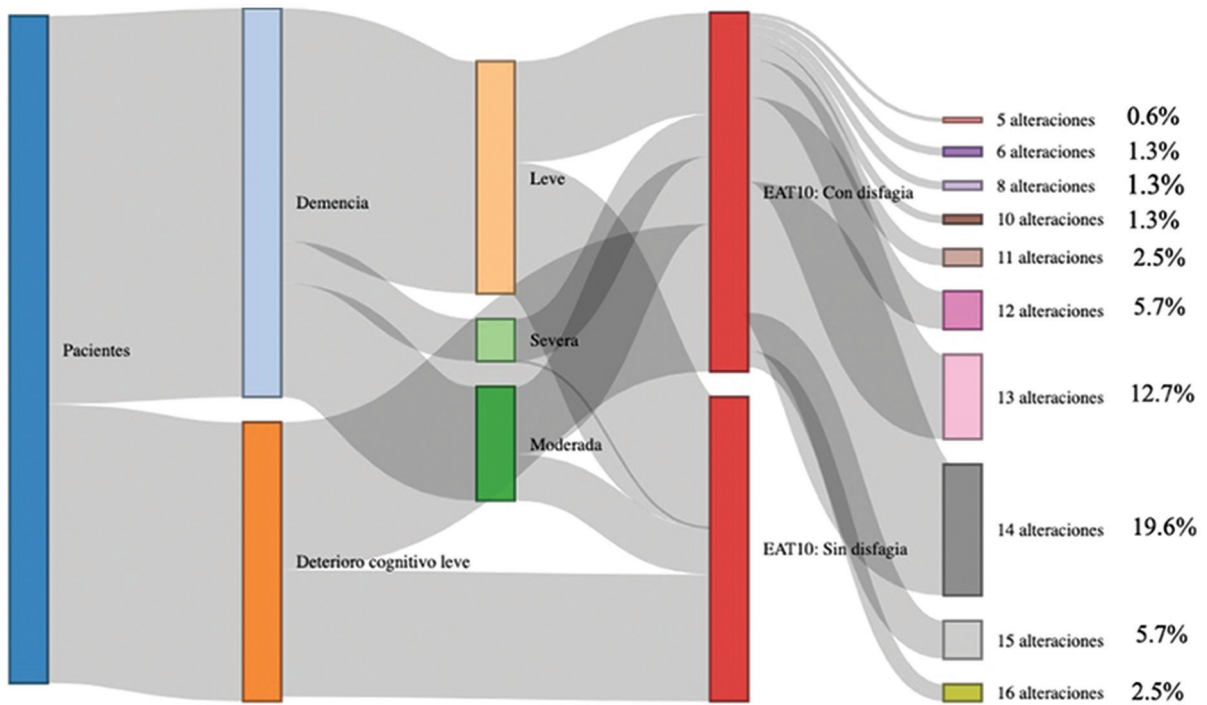 Pacientes
Demencia
Deterioro cognitivo leve
Leve
Severa
Moderada
EAT10: Con disfagia
EAT10: Sin disfagia
5 alteraciones 0.6%
6 alteraciones 1.3%
8 alteraciones 1.3%
10 alteraciones 1.3%
11 alteraciones 2.5%
12 alteraciones 5.7%
13 alteraciones 12.7%
14 alteraciones 19.6%
15 alteraciones 5.7%
16 alteraciones 2.5%